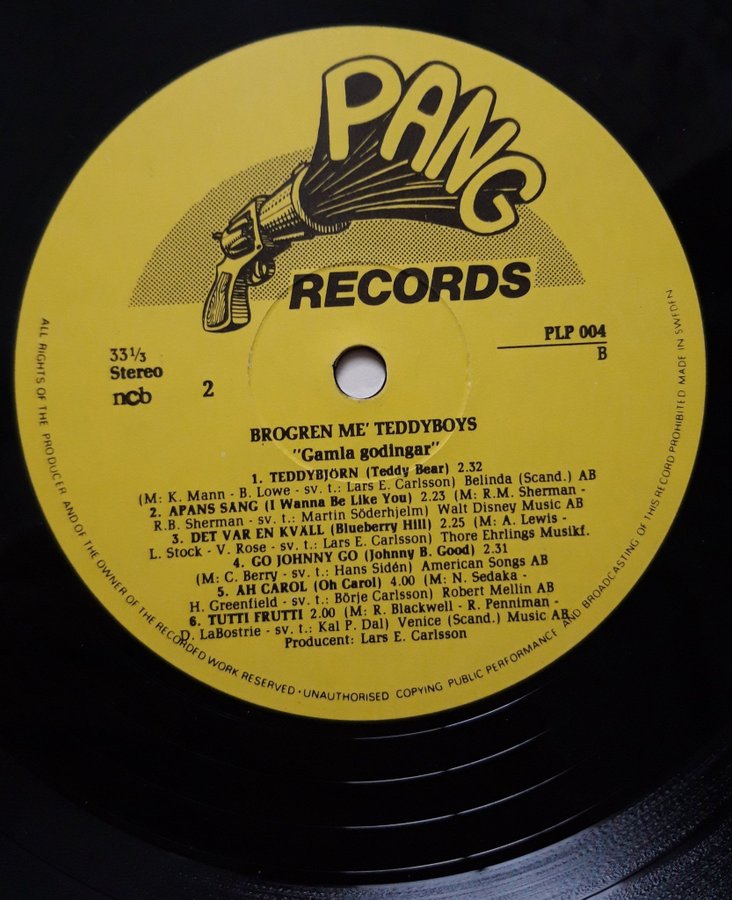 PANG
RECORDS
33 1/3
Stereo
ncb
2
PLP 004
B
BROGREN ME' TEDDYBOYS
"Gamla godingar"
1. TEDDYBJÖRN (Teddy Bear) 2.32
(M: K. Mann - B. Lowe - sv. t.: Lars E. Carlsson) Belinda (Scand.) AB
2. APANS SANG (I Wanna Be Like You) 2.23 (M: R.M. Sherman -
R.B. Sherman - sv. t.: Martin Söderhjelm) Walt Disney Music AB
3. DET VAR EN KVÄLL (Blueberry Hill) 2.25 (M: A. Lewis -
L. Stock - V. Rose - sv. t.: Lars E. Carlsson) Thore Ehrlings Musikf.
4. GO JOHNNY GO (Johnny B. Good) 2.31
(M: C. Berry - sv. t.: Hans Sidén) American Songs AB
5. AH CAROL (Oh Carol) 4.00 (M: N. Sedaka -
H. Greenfield - sv. t.: Börje Carlsson) Robert Mellin AB
6. TUTTI FRUTTI 2.00 (M: R. Blackwell - R. Penniman -
D. LaBostrie - sv. t.: Kal P. Dal) Venice (Scand.) Music AB
Producent: Lars E. Carlsson
ALL RIGHTS OF THE PRODUCER AND OF THE OWNER OF THE RECORDED WORK RESERVED · UNAUTHORISED COPYING PUBLIC PERFORMANCE AND BROADCASTING OF THIS RECORD PROHIBITED MADE IN SWEDEN